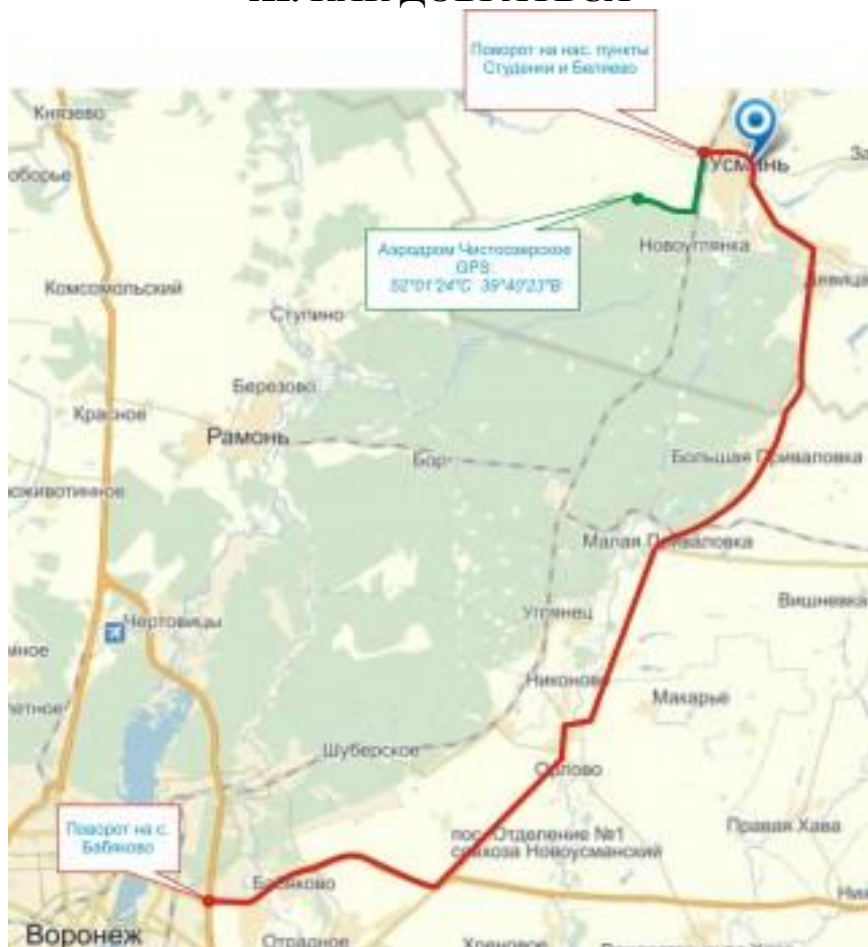 Поворот на нас. пункты
Студенки и Беляево
Князево
Усмань
Аэродром Чистоозерское
GPS:
52°01'24"С 39°40'23"В
Новоуглянка
Комсомольский
Ступино
Березово
Красное
Рамонь
Бор
Большая Приваловка
Малая Приваловка
Чертовицы
Углянец
Вишневка
Никоново
Макарье
Шуберское
Орлово
Поворот на с.
Бабяково
пос. Отделение №1
совхоза Новоусманский
Правая Хава
Бабяково
Воронеж
Отрадное